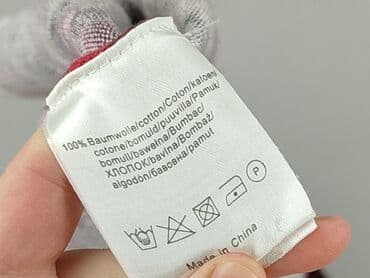 100% Baumwolle/cotton/Coton/katoen/
cotone/bomuld/puuvilla/Pamuk/
bomull/bawełna/Bumbac/
ХЛОПОК/bavlna/Bombaž/
algodón/бавовна/pamut
P
Made in China